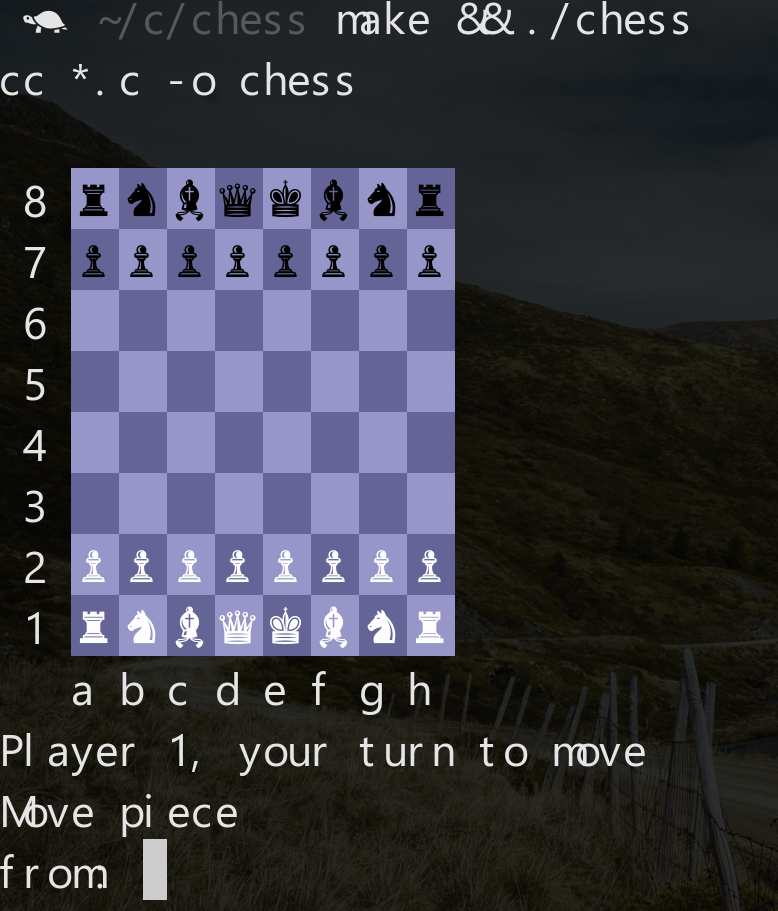 ~/c/chess make && ./chess
cc *.c -o chess
8
7
6
5
4
3
2
1
a b c d e f g h
Player 1, your turn to move
Move piece
from: